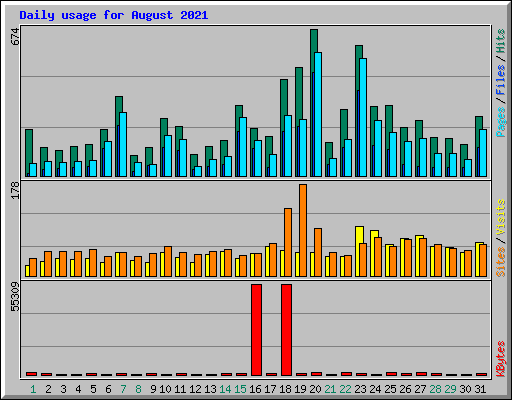 Daily usage for August 2021
674
Pages / Files / Hits
178
Sites / Visits
55309
KBytes
1 2 3 4 5 6 7 8 9 10 11 12 13 14 15 16 17 18 19 20 21 22 23 24 25 26 27 28 29 30 31